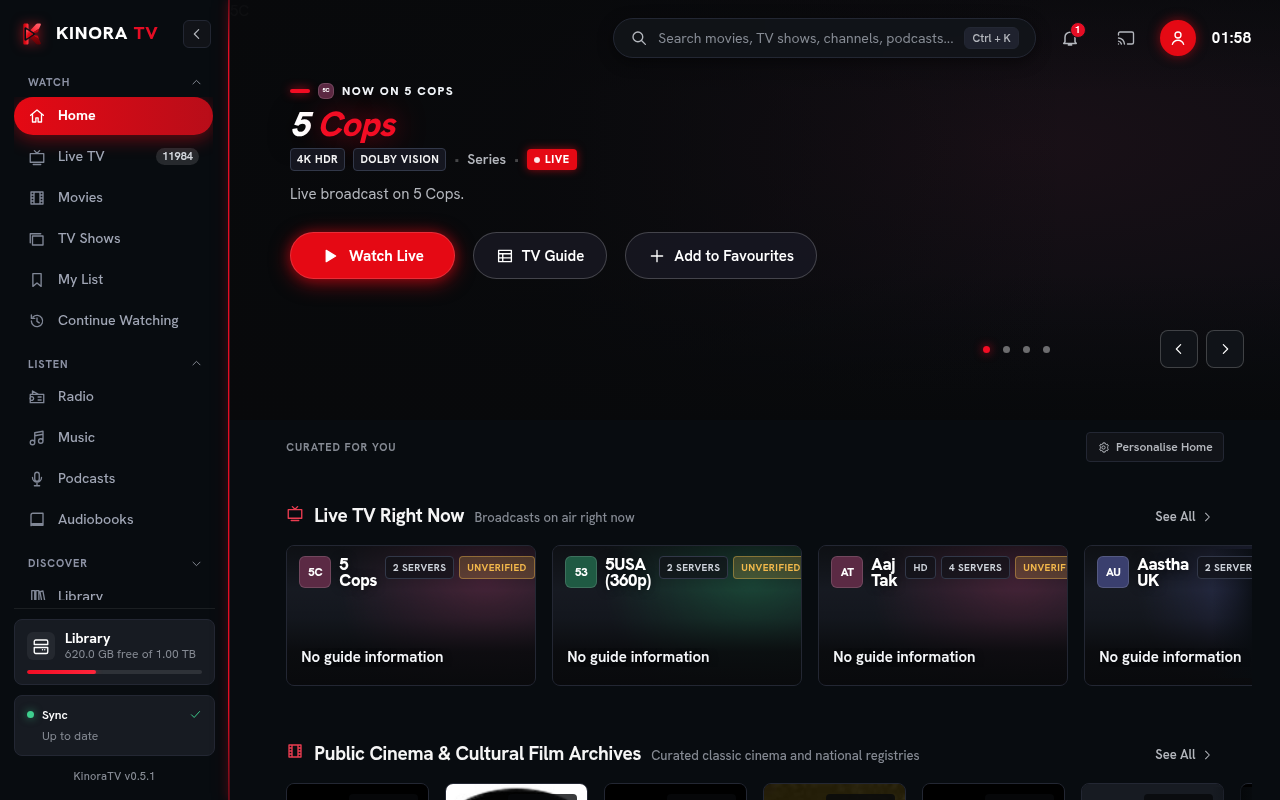 KINORA TV
Search movies, TV shows, channels, podcasts...
Ctrl + K
1
01:58
WATCH
Home
Live TV
11984
Movies
TV Shows
My List
Continue Watching
LISTEN
Radio
Music
Podcasts
Audiobooks
DISCOVER
Library
Library
620.0 GB free of 1.00 TB
Sync
Up to date
KinoraTV v0.5.1
5C NOW ON 5 COPS
5 Cops
4K HDR DOLBY VISION • Series • LIVE
Live broadcast on 5 Cops.
Watch Live
TV Guide
Add to Favourites
CURATED FOR YOU
Personalise Home
Live TV Right Now Broadcasts on air right now
See All
5C
5 Cops
2 SERVERS
UNVERIFIED
No guide information
53
5USA (360p)
2 SERVERS
UNVERIFIED
No guide information
AT
Aaj Tak
HD
4 SERVERS
UNVERIF
No guide information
AU
Aastha UK
2 SERVER
No guide information
Public Cinema & Cultural Film Archives Curated classic cinema and national registries
See All